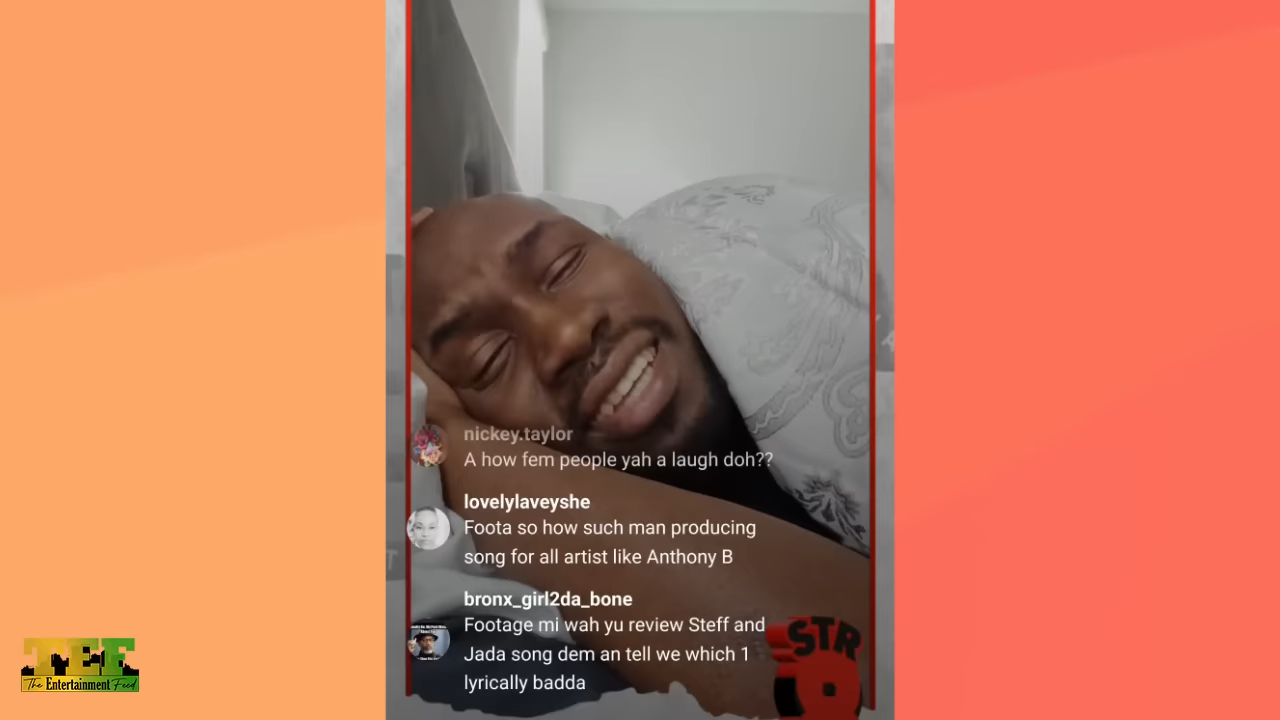 nickey.taylor
A how fem people yah a laugh doh??
lovelylaveyshe
Foota so how such man producing
song for all artist like Anthony B
bronx_girl2da_bone
Footage mi wah yu review Steff and
Jada song dem an tell we which 1
lyrically badda
STR
TEF
The Entertainment Feed